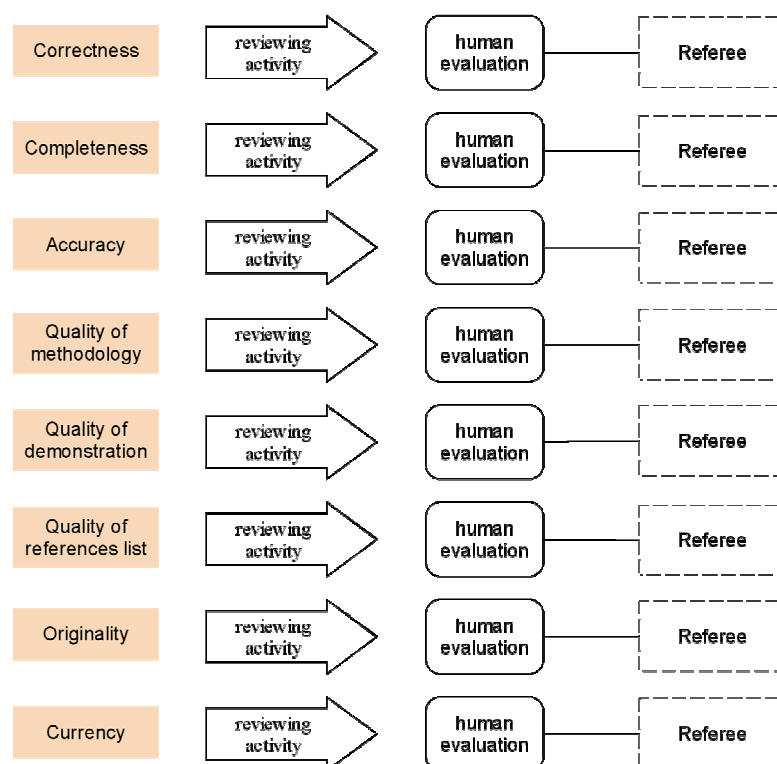 Correctness
reviewing
activity
human
evaluation
Referee
Completeness
reviewing
activity
human
evaluation
Referee
Accuracy
reviewing
activity
human
evaluation
Referee
Quality of
methodology
reviewing
activity
human
evaluation
Referee
Quality of
demonstration
reviewing
activity
human
evaluation
Referee
Quality of
references list
reviewing
activity
human
evaluation
Referee
Originality
reviewing
activity
human
evaluation
Referee
Currency
reviewing
activity
human
evaluation
Referee